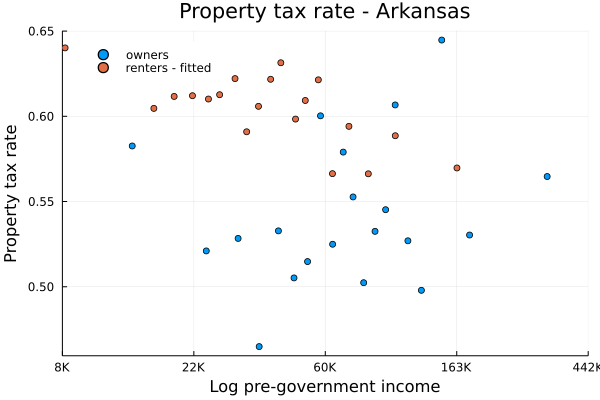 Property tax rate - Arkansas
owners
renters - fitted
Property tax rate
0.65
0.60
0.55
0.50
8K 22K 60K 163K 442K
Log pre-government income